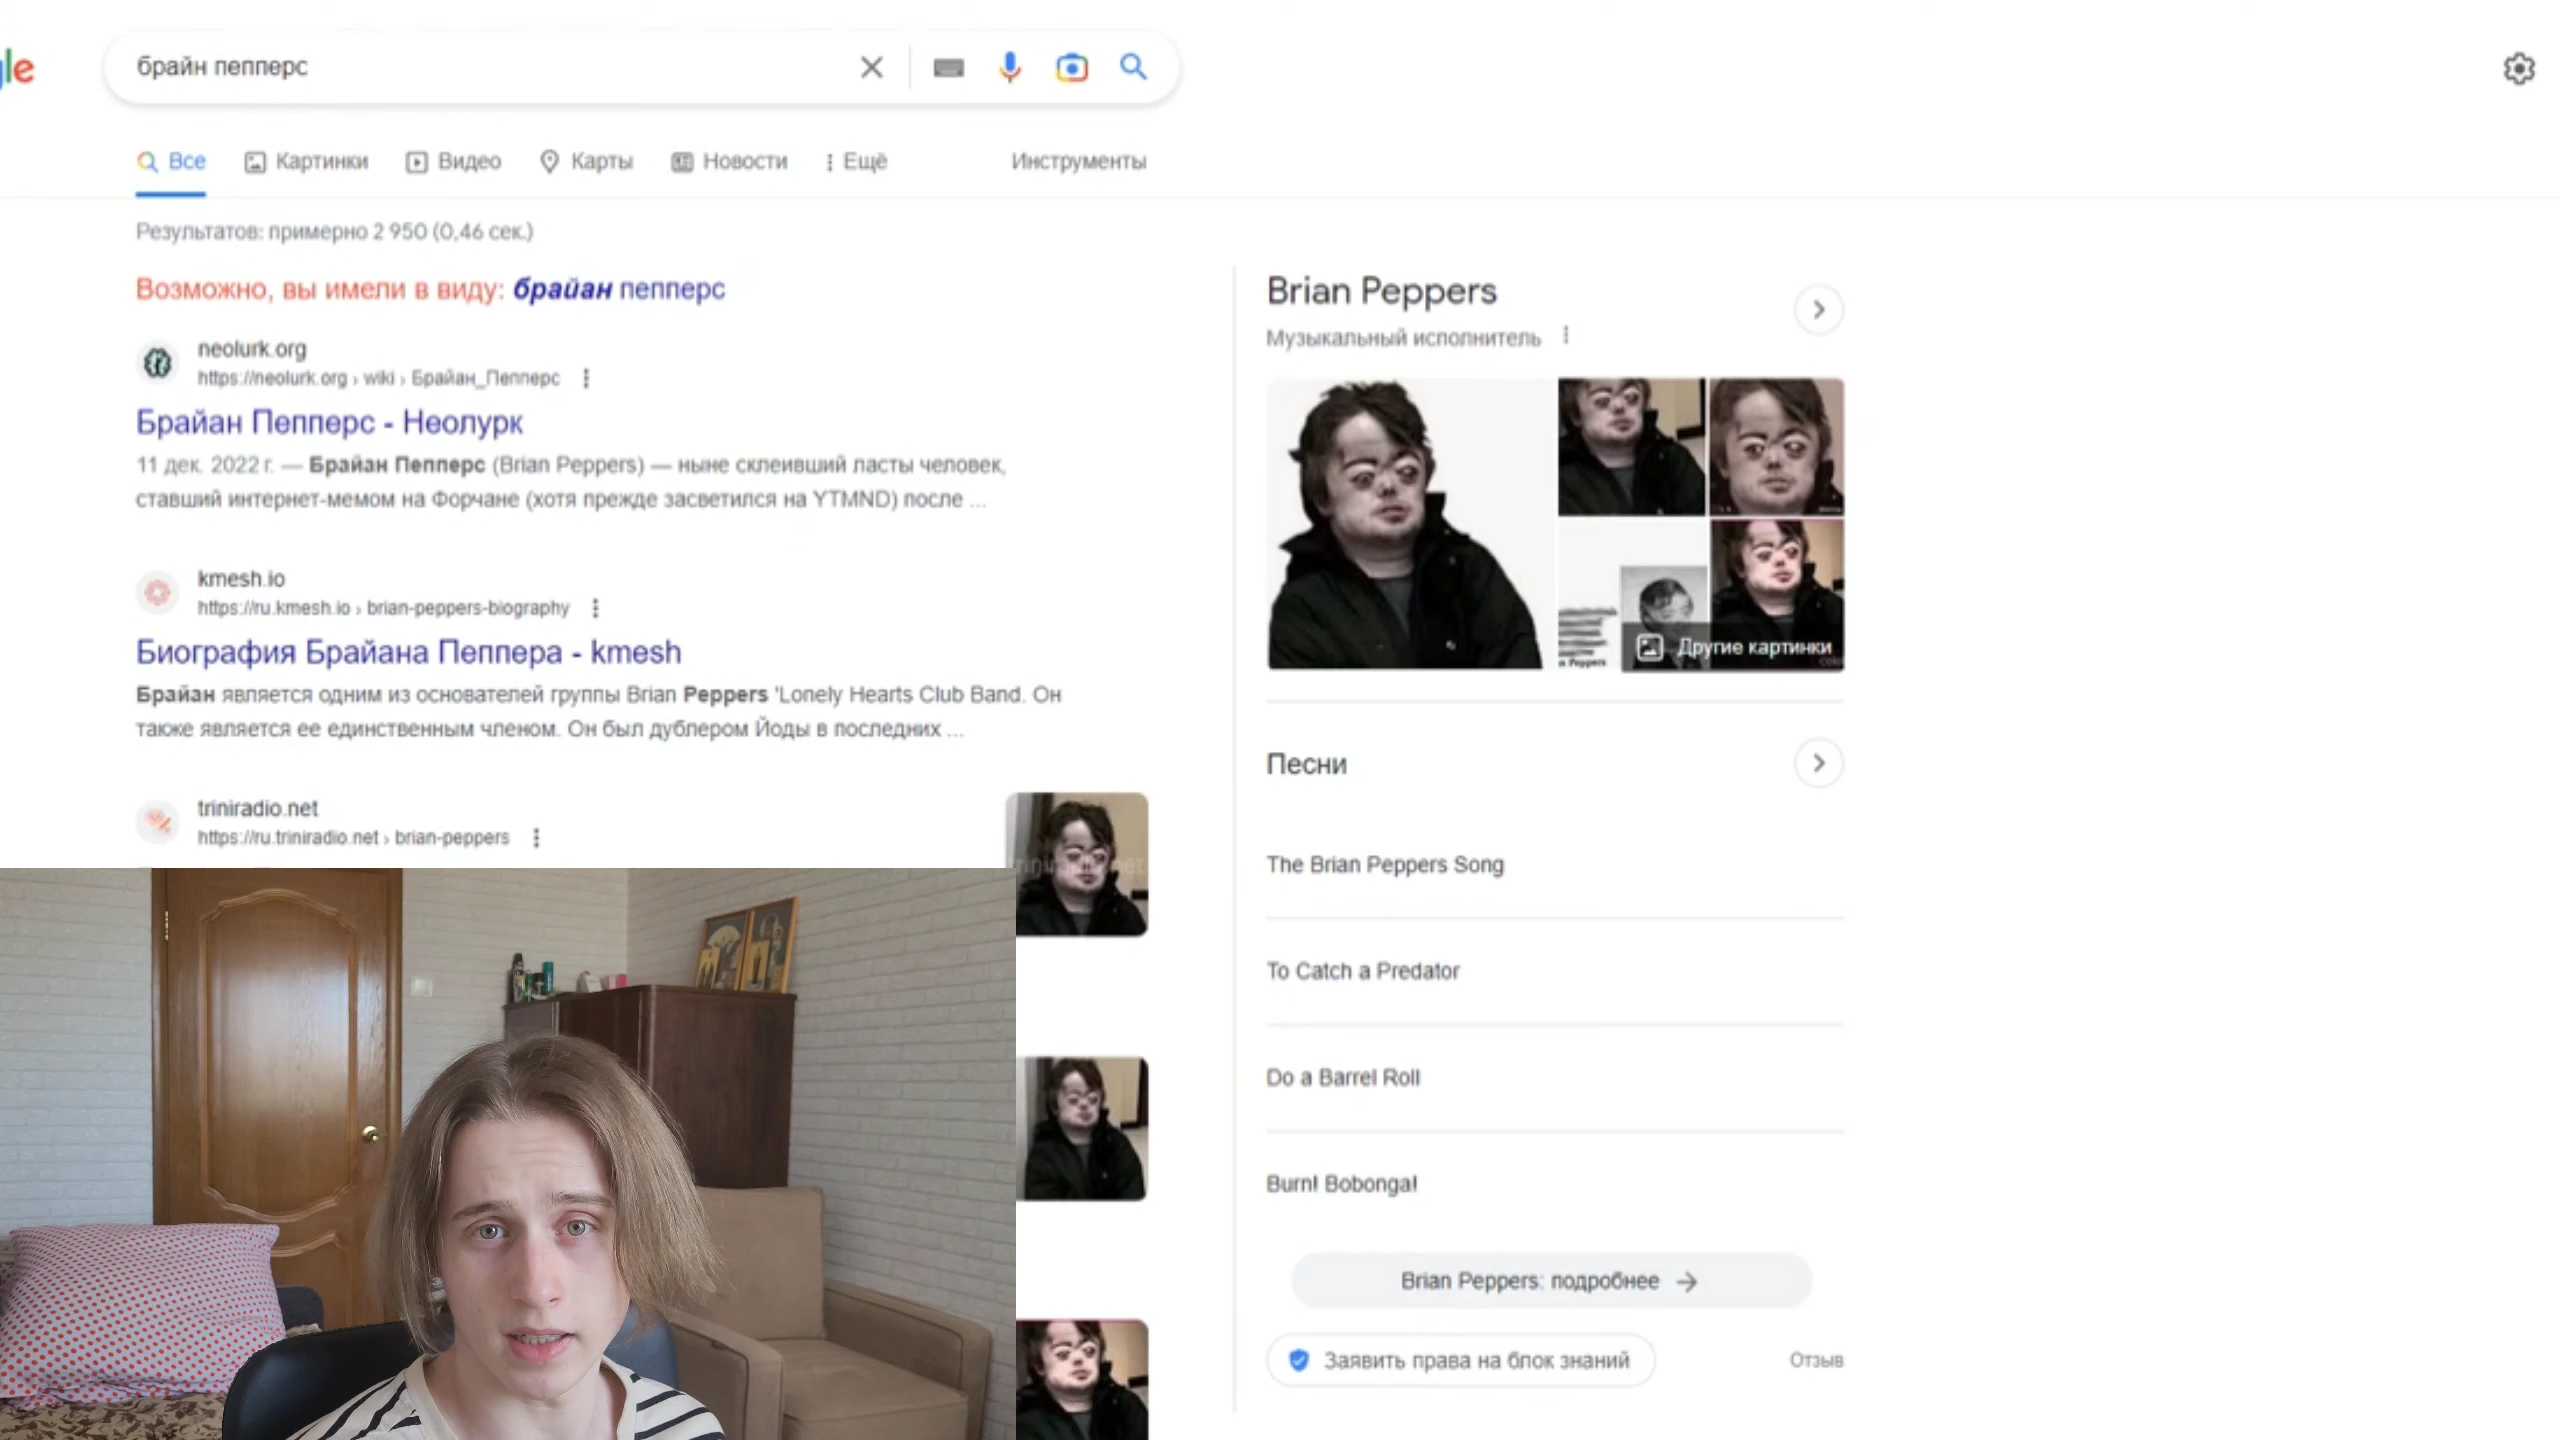 le
брайн пепперс
Все
Картинки
Видео
Карты
Новости
Ещё
Инструменты
Результатов: примерно 2 950 (0,46 сек.)
Возможно, вы имели в виду: брайан пепперс
neolurk.org
https://neolurk.org › wiki › Брайан_Пепперс
Брайан Пепперс - Неолурк
11 дек. 2022 г. — Брайан Пепперс (Brian Peppers) — ныне склеивший ласты человек,
ставший интернет-мемом на Форчане (хотя прежде засветился на YTMND) после ...
kmesh.io
https://ru.kmesh.io › brian-peppers-biography
Биография Брайана Пеппера - kmesh
Брайан является одним из основателей группы Brian Peppers 'Lonely Hearts Club Band. Он
также является ее единственным членом. Он был дублером Йоды в последних ...
triniradio.net
https://ru.triniradio.net › brian-peppers
Brian Peppers
Музыкальный исполнитель
Peppers
Другие картинки
Песни
The Brian Peppers Song
To Catch a Predator
Do a Barrel Roll
Burn! Bobonga!
Brian Peppers: подробнее →
Заявить права на блок знаний
Отзыв